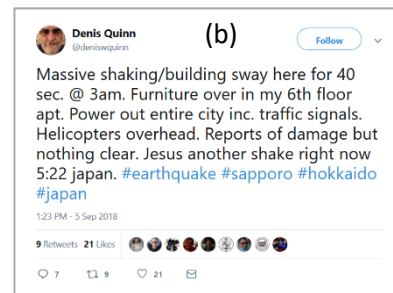 Denis Quinn
@deniswquinn
(b)
Follow
Massive shaking/building sway here for 40
sec. @ 3am. Furniture over in my 6th floor
apt. Power out entire city inc. traffic signals.
Helicopters overhead. Reports of damage but
nothing clear. Jesus another shake right now
5:22 japan. #earthquake #sapporo #hokkaido
#japan
1:23 PM - 5 Sep 2018
9 Retweets 21 Likes
7 9 21